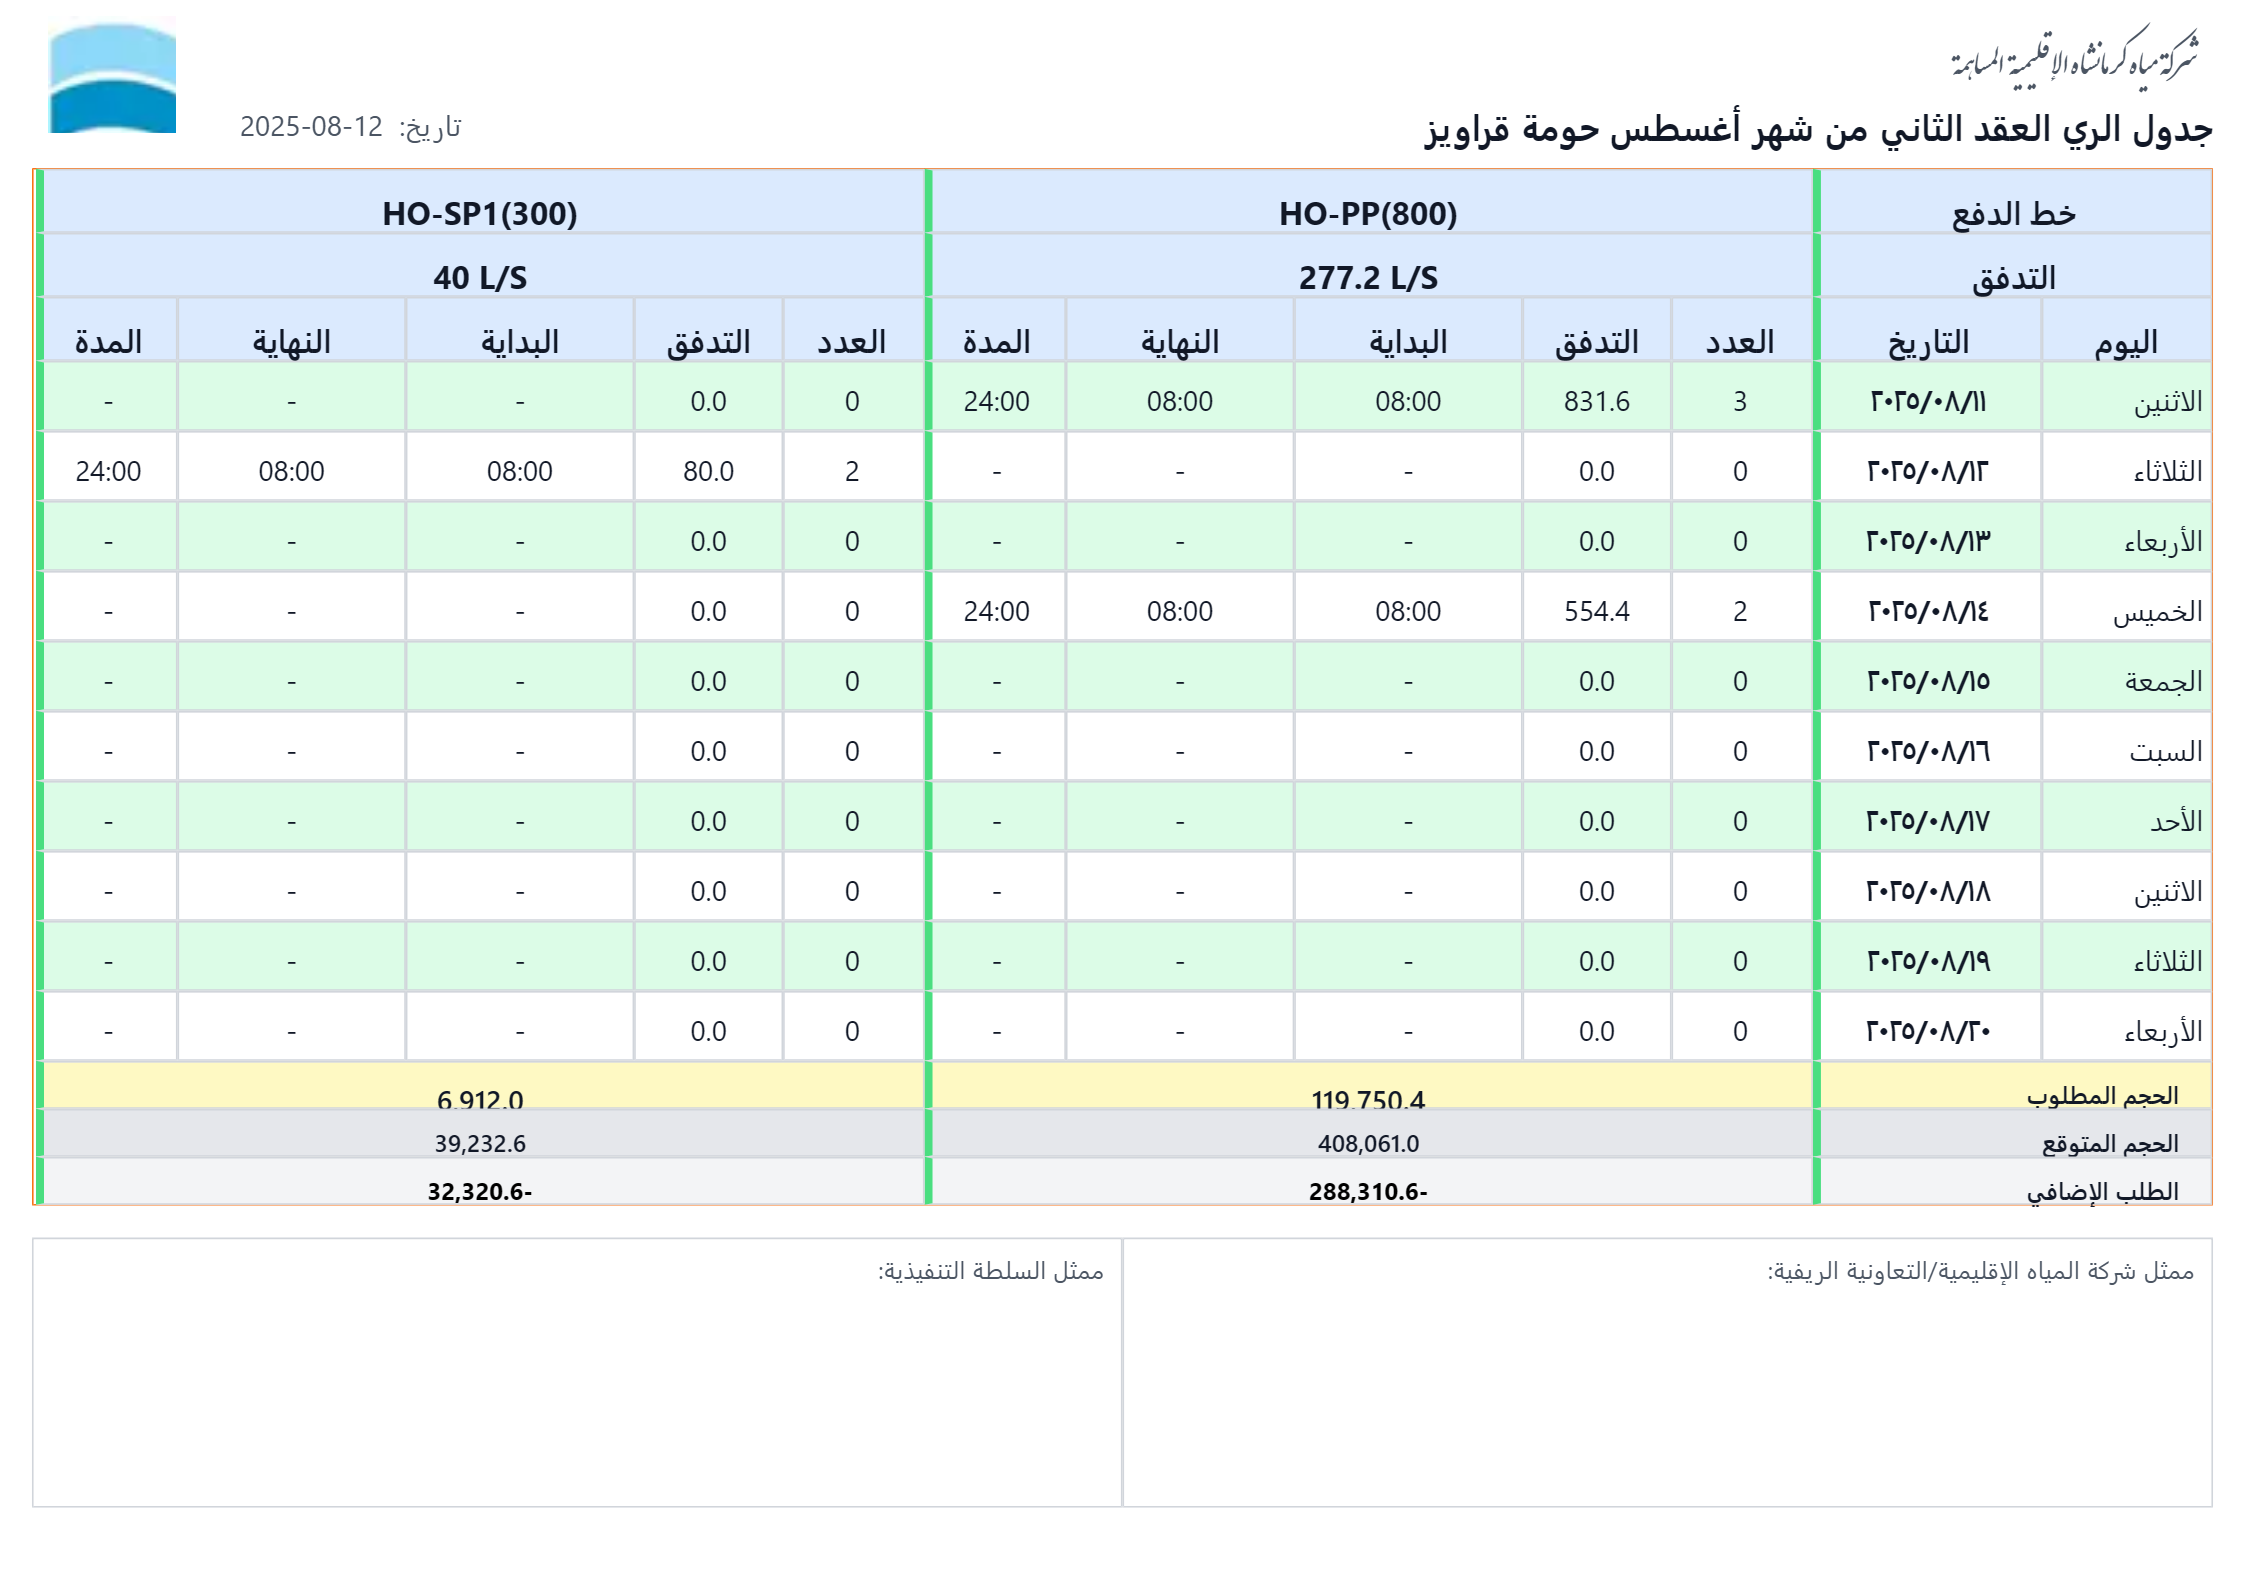 شركة مياه كرمانشاه الإقليمية المساهمة
جدول الري العقد الثاني من شهر أغسطس حومة قراويز
تاريخ: 2025-08-12
خط الدفع HO-PP(800) HO-SP1(300)
التدفق 277.2 L/S 40 L/S
اليوم التاريخ العدد التدفق البداية النهاية المدة العدد التدفق البداية النهاية المدة
الاثنين ٢٠٢٥/٠٨/١١ 3 831.6 08:00 08:00 24:00 0 0.0 - - -
الثلاثاء ٢٠٢٥/٠٨/١٢ 0 0.0 - - - 2 80.0 08:00 08:00 24:00
الأربعاء ٢٠٢٥/٠٨/١٣ 0 0.0 - - - 0 0.0 - - -
الخميس ٢٠٢٥/٠٨/١٤ 2 554.4 08:00 08:00 24:00 0 0.0 - - -
الجمعة ٢٠٢٥/٠٨/١٥ 0 0.0 - - - 0 0.0 - - -
السبت ٢٠٢٥/٠٨/١٦ 0 0.0 - - - 0 0.0 - - -
الأحد ٢٠٢٥/٠٨/١٧ 0 0.0 - - - 0 0.0 - - -
الاثنين ٢٠٢٥/٠٨/١٨ 0 0.0 - - - 0 0.0 - - -
الثلاثاء ٢٠٢٥/٠٨/١٩ 0 0.0 - - - 0 0.0 - - -
الأربعاء ٢٠٢٥/٠٨/٢٠ 0 0.0 - - - 0 0.0 - - -
الحجم المطلوب 119,750.4 6,912.0
الحجم المتوقع 408,061.0 39,232.6
الطلب الإضافي 288,310.6- 32,320.6-
ممثل شركة المياه الإقليمية/التعاونية الريفية:
ممثل السلطة التنفيذية: